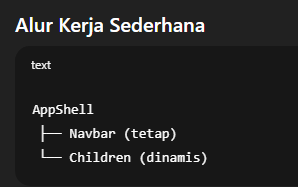 Alur Kerja Sederhana
text
AppShell
├── Navbar (tetap)
└── Children (dinamis)